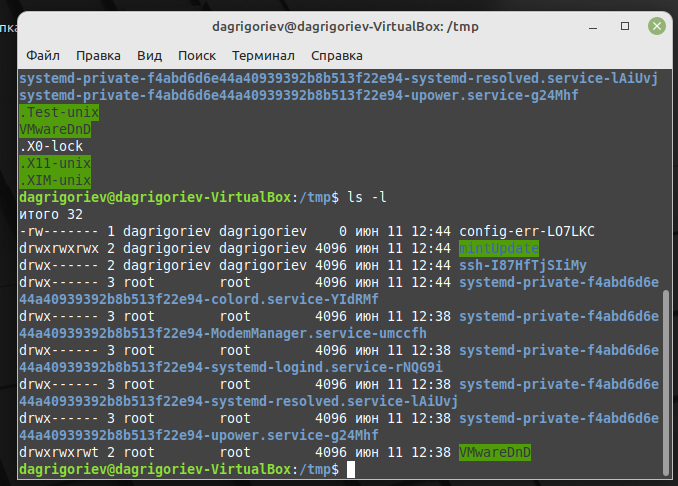 пка
dagrigoriev@dagrigoriev-VirtualBox: /tmp
Файл Правка Вид Поиск Терминал Справка
systemd-private-f4abd6d6e44a40939392b8b513f22e94-systemd-resolved.service-lAiUvj
systemd-private-f4abd6d6e44a40939392b8b513f22e94-upower.service-g24Mhf
.Test-unix
VMwareDnD
.X0-lock
.X11-unix
.XIM-unix
dagrigoriev@dagrigoriev-VirtualBox:/tmp$ ls -l
итого 32
-rw------- 1 dagrigoriev dagrigoriev    0 июн 11 12:44 config-err-LO7LKC
drwxrwxrwx 2 dagrigoriev dagrigoriev 4096 июн 11 12:44 mintUpdate
drwx------ 2 dagrigoriev dagrigoriev 4096 июн 11 12:44 ssh-I87HfTjSIiMy
drwx------ 3 root        root        4096 июн 11 12:44 systemd-private-f4abd6d6e
44a40939392b8b513f22e94-colord.service-YIdRMf
drwx------ 3 root        root        4096 июн 11 12:38 systemd-private-f4abd6d6e
44a40939392b8b513f22e94-ModemManager.service-umccfh
drwx------ 3 root        root        4096 июн 11 12:38 systemd-private-f4abd6d6e
44a40939392b8b513f22e94-systemd-logind.service-rNQG9i
drwx------ 3 root        root        4096 июн 11 12:38 systemd-private-f4abd6d6e
44a40939392b8b513f22e94-systemd-resolved.service-lAiUvj
drwx------ 3 root        root        4096 июн 11 12:38 systemd-private-f4abd6d6e
44a40939392b8b513f22e94-upower.service-g24Mhf
drwxrwxrwt 2 root        root        4096 июн 11 12:38 VMwareDnD
dagrigoriev@dagrigoriev-VirtualBox:/tmp$